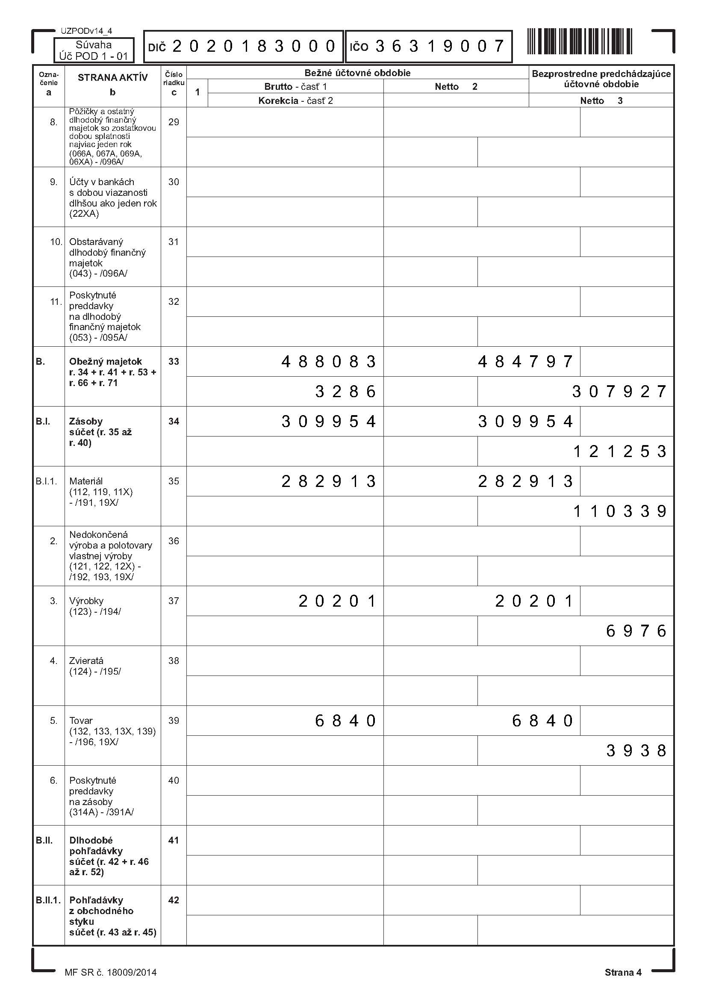 UZPODv14_4
Súvaha
Úč POD 1 - 01
DIČ 2020183000
IČO 36319007
Ozna-
čenie
a
STRANA AKTÍV
b
Číslo
riadku
c
Bežné účtovné obdobie
1
Brutto - časť 1
Netto 2
Korekcia - časť 2
Bezprostredne predchádzajúce
účtovné obdobie
Netto 3
8.
Pôžičky a ostatný
dlhodobý finančný
majetok so zostatkovou
dobou splatnosti
najviac jeden rok
(066A, 067A, 069A,
06XA) - /096A/
29
9.
Účty v bankách
s dobou viazanosti
dlhšou ako jeden rok
(22XA)
30
10.
Obstarávaný
dlhodobý finančný
majetok
(043) - /096A/
31
11.
Poskytnuté
preddavky
na dlhodobý
finančný majetok
(053) - /095A/
32
B.
Obežný majetok
r. 34 + r. 41 + r. 53 +
r. 66 + r. 71
33
488083
484797
3286
307927
B.I.
Zásoby
súčet (r. 35 až
r. 40)
34
309954
309954
121253
B.I.1.
Materiál
(112, 119, 11X)
- /191, 19X/
35
282913
282913
110339
2.
Nedokončená
výroba a polotovary
vlastnej výroby
(121, 122, 12X) -
/192, 193, 19X/
36
3.
Výrobky
(123) - /194/
37
20201
20201
6976
4.
Zvieratá
(124) - /195/
38
5.
Tovar
(132, 133, 13X, 139)
- /196, 19X/
39
6840
6840
3938
6.
Poskytnuté
preddavky
na zásoby
(314A) - /391A/
40
B.II.
Dlhodobé
pohľadávky
súčet (r. 42 + r. 46
až r. 52)
41
B.II.1.
Pohľadávky
z obchodného
styku
súčet (r. 43 až r. 45)
42
MF SR č. 18009/2014
Strana 4